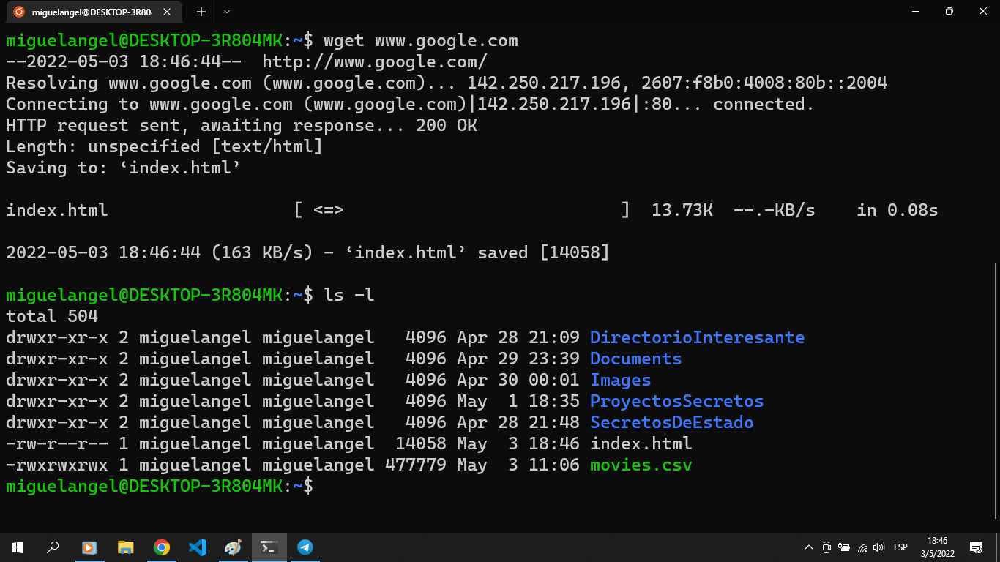 miguelangel@DESKTOP-3R80
miguelangel@DESKTOP-3R804MK:~$ wget www.google.com
--2022-05-03 18:46:44--  http://www.google.com/
Resolving www.google.com (www.google.com)... 142.250.217.196, 2607:f8b0:4008:80b::2004
Connecting to www.google.com (www.google.com)|142.250.217.196|:80... connected.
HTTP request sent, awaiting response... 200 OK
Length: unspecified [text/html]
Saving to: ‘index.html’
index.html                  [ <=>                           ]  13.73K  --.-KB/s    in 0.08s
2022-05-03 18:46:44 (163 KB/s) - ‘index.html’ saved [14058]
miguelangel@DESKTOP-3R804MK:~$ ls -l
total 504
drwxr-xr-x 2 miguelangel miguelangel   4096 Apr 28 21:09 DirectorioInteresante
drwxr-xr-x 2 miguelangel miguelangel   4096 Apr 29 23:39 Documents
drwxr-xr-x 2 miguelangel miguelangel   4096 Apr 30 00:01 Images
drwxr-xr-x 2 miguelangel miguelangel   4096 May  1 18:35 ProyectosSecretos
drwxr-xr-x 2 miguelangel miguelangel   4096 Apr 28 21:48 SecretosDeEstado
-rw-r--r-- 1 miguelangel miguelangel  14058 May  3 18:46 index.html
-rwxrwxrwx 1 miguelangel miguelangel 477779 May  3 11:06 movies.csv
miguelangel@DESKTOP-3R804MK:~$
ESP
18:46
3/5/2022